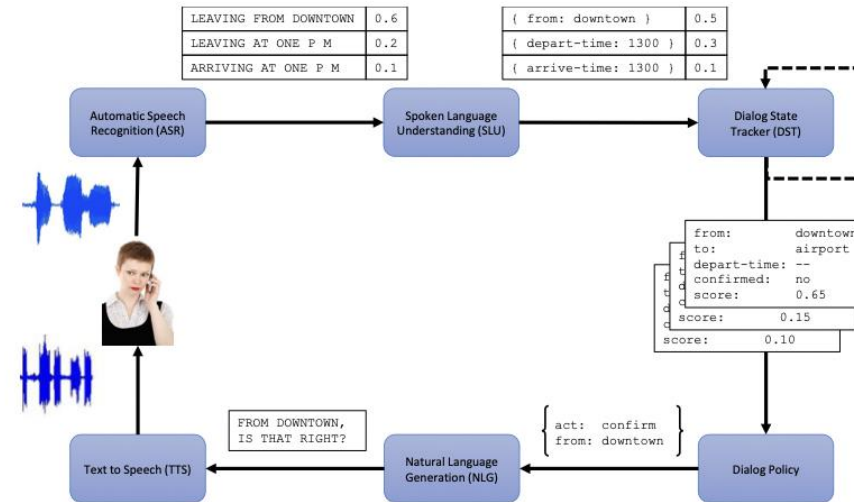 LEAVING FROM DOWNTOWN 0.6
LEAVING AT ONE P M 0.2
ARRIVING AT ONE P M 0.1
{ from: downtown } 0.5
{ depart-time: 1300 } 0.3
{ arrive-time: 1300 } 0.1
Automatic Speech
Recognition (ASR)
Spoken Language
Understanding (SLU)
Dialog State
Tracker (DST)
from: downtown
to: airport
depart-time: --
confirmed: no
score: 0.65
score: 0.15
score: 0.10
FROM DOWNTOWN,
IS THAT RIGHT?
act: confirm
from: downtown
Text to Speech (TTS)
Natural Language
Generation (NLG)
Dialog Policy